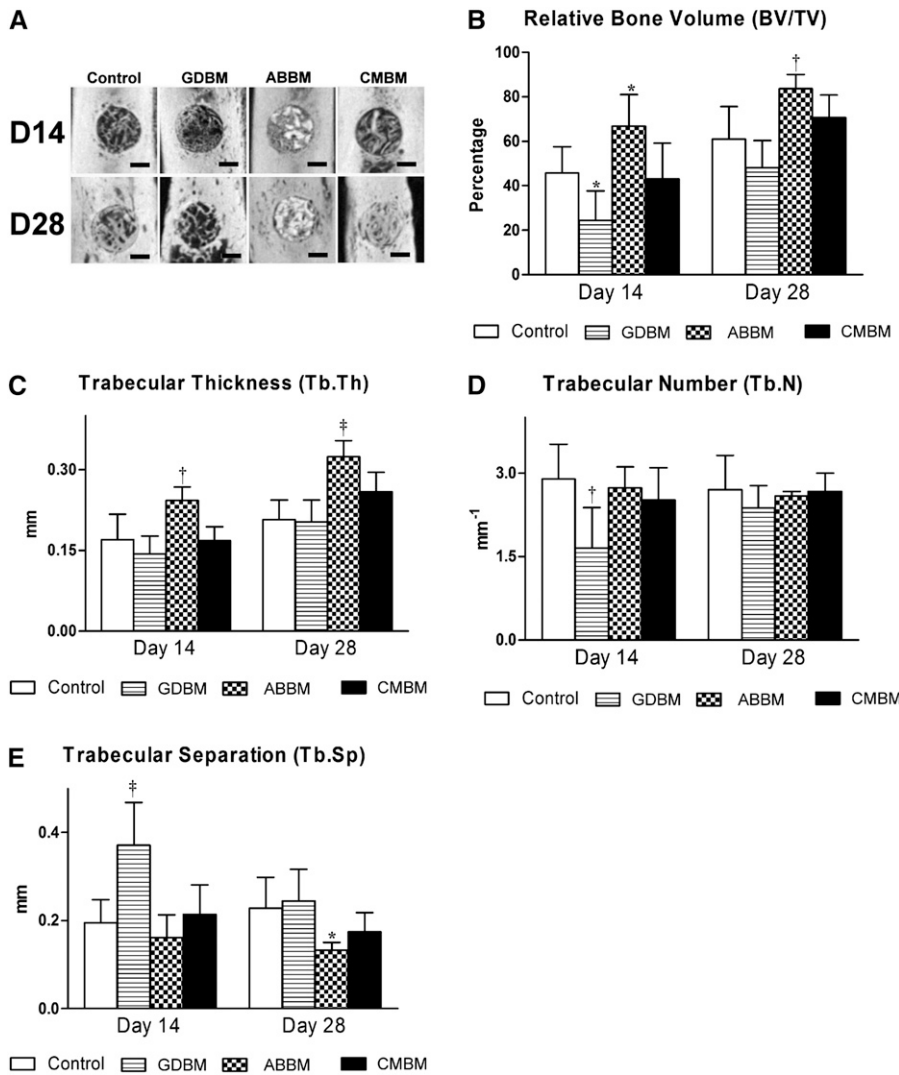 A
Control GDBM ABBM CMBM
D14
D28
B Relative Bone Volume (BV/TV)
†
*
*
100
80
60
40
20
0
Percentage
Day 14 Day 28
Control GDBM ABBM CMBM
C Trabecular Thickness (Tb.Th)
‡
†
0.30
0.15
0.00
mm
Day 14 Day 28
Control GDBM ABBM CMBM
D Trabecular Number (Tb.N)
†
3.0
1.5
0.0
mm⁻¹
Day 14 Day 28
Control GDBM ABBM CMBM
E Trabecular Separation (Tb.Sp)
‡
*
0.4
0.2
0.0
mm
Day 14 Day 28
Control GDBM ABBM CMBM